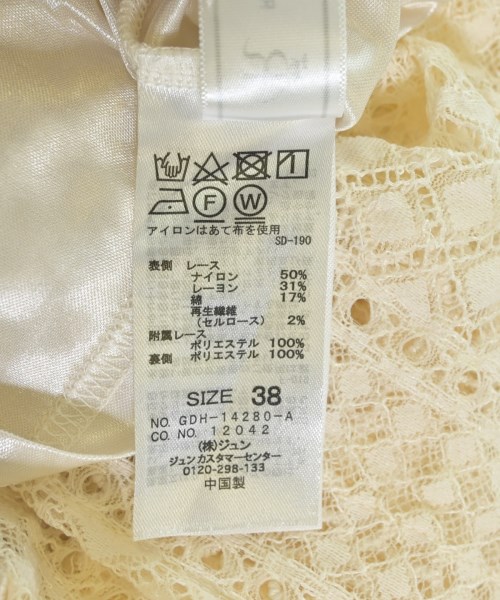 F W
アイロンはあて布を使用
SD-190
表側 レース
ナイロン 50%
レーヨン 31%
綿 17%
再生繊維
(セルロース) 2%
附属レース
ポリエステル 100%
裏側 ポリエステル 100%
SIZE 38
NO. GDH-14280-A
CO. NO. 12042
(株)ジュン
ジュンカスタマーセンター
0120-298-133
中国製